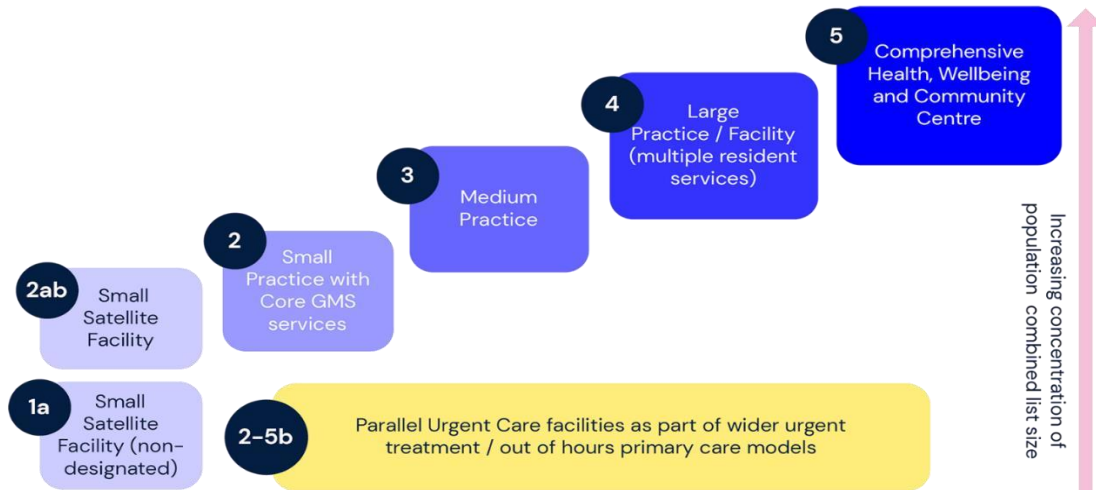 5
Comprehensive
Health, Wellbeing
and Community
Centre
4
Large
Practice / Facility
(multiple resident
services)
3
Medium
Practice
2
Small
Practice with
Core GMS
services
2ab
Small
Satellite
Facility
1a
Small
Satellite
Facility (non-
designated)
2-5b
Parallel Urgent Care facilities as part of wider urgent
treatment / out of hours primary care models
Increasing concentration of
population combined list size